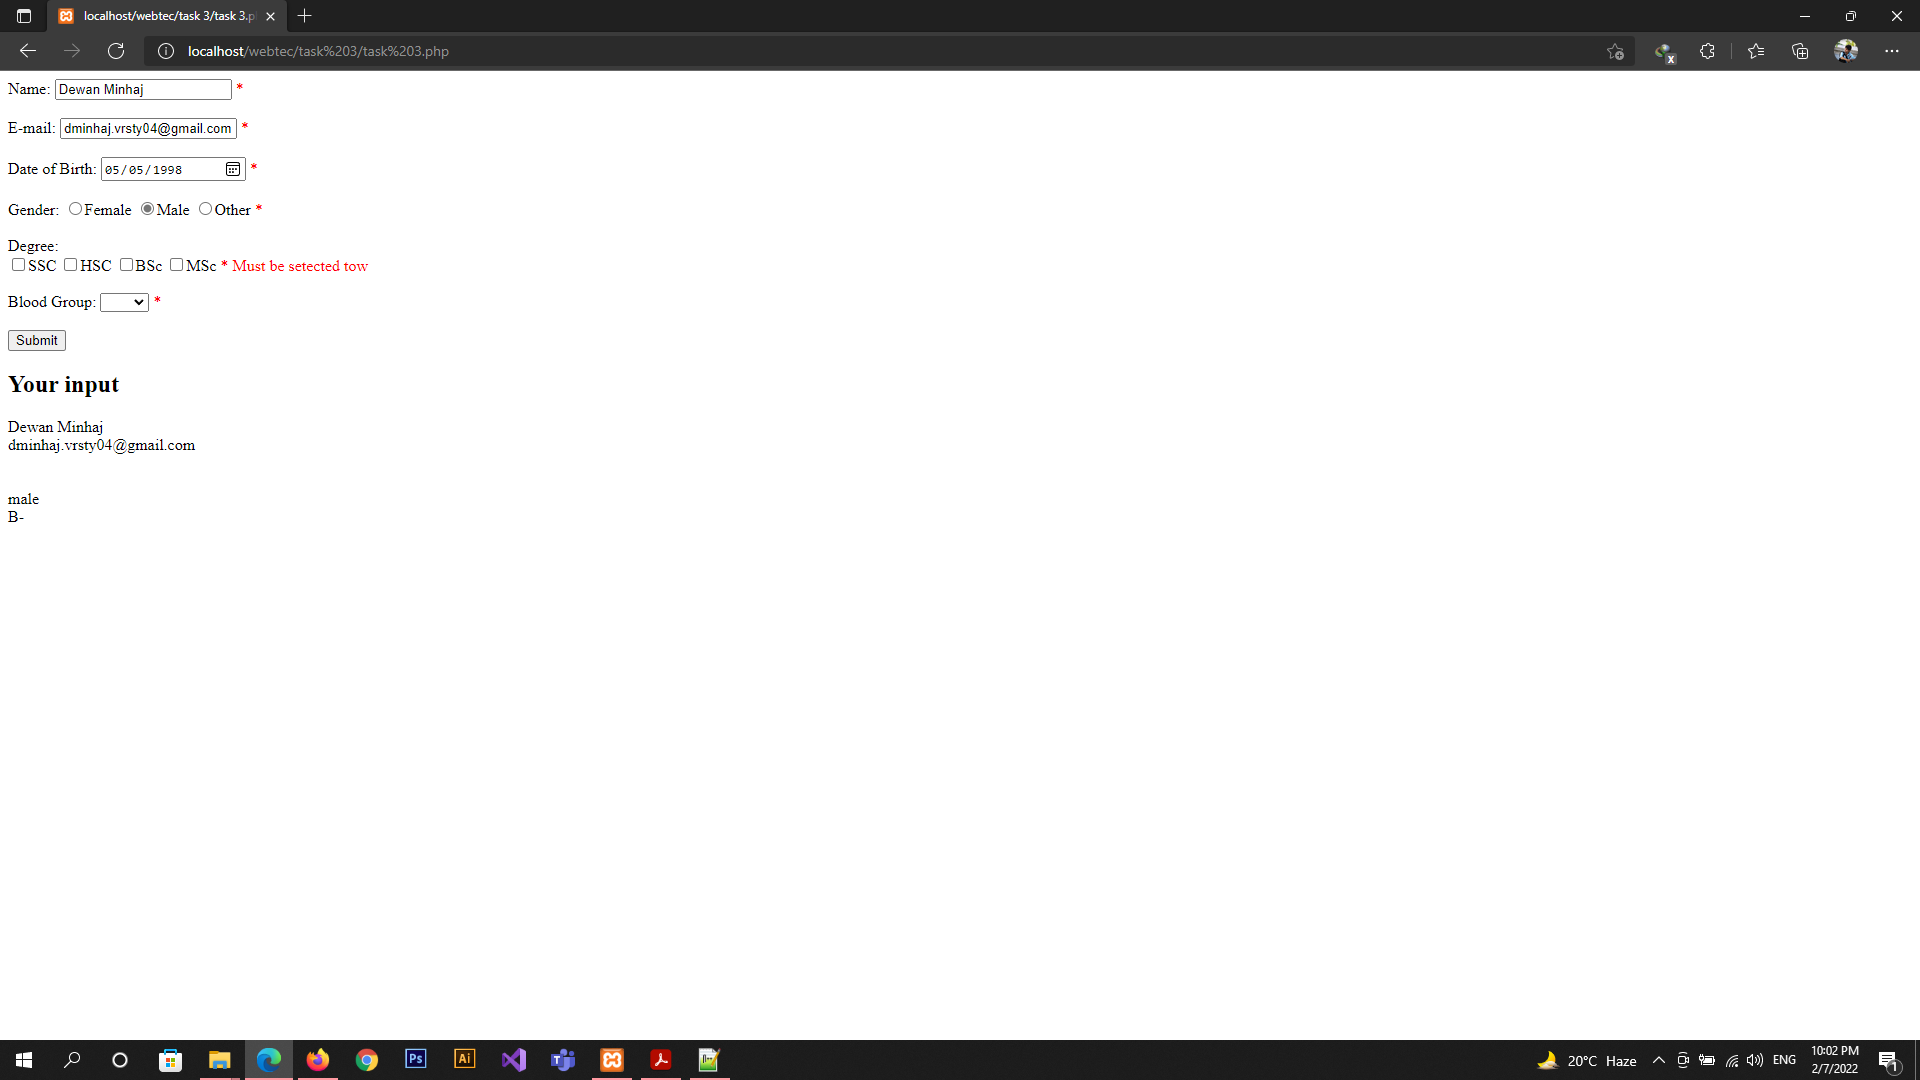 localhost/webtec/task 3/task 3.p
localhost/webtec/task%203/task%203.php
Name: Dewan Minhaj *
E-mail: dminhaj.vrsty04@gmail.com *
Date of Birth: 05/05/1998 *
Gender: Female Male Other *
Degree:
SSC HSC BSc MSc * Must be setected tow
Blood Group: *
Submit
Your input
Dewan Minhaj
dminhaj.vrsty04@gmail.com
male
B-
Ps Ai 20°C Haze ENG 10:02 PM
2/7/2022 1